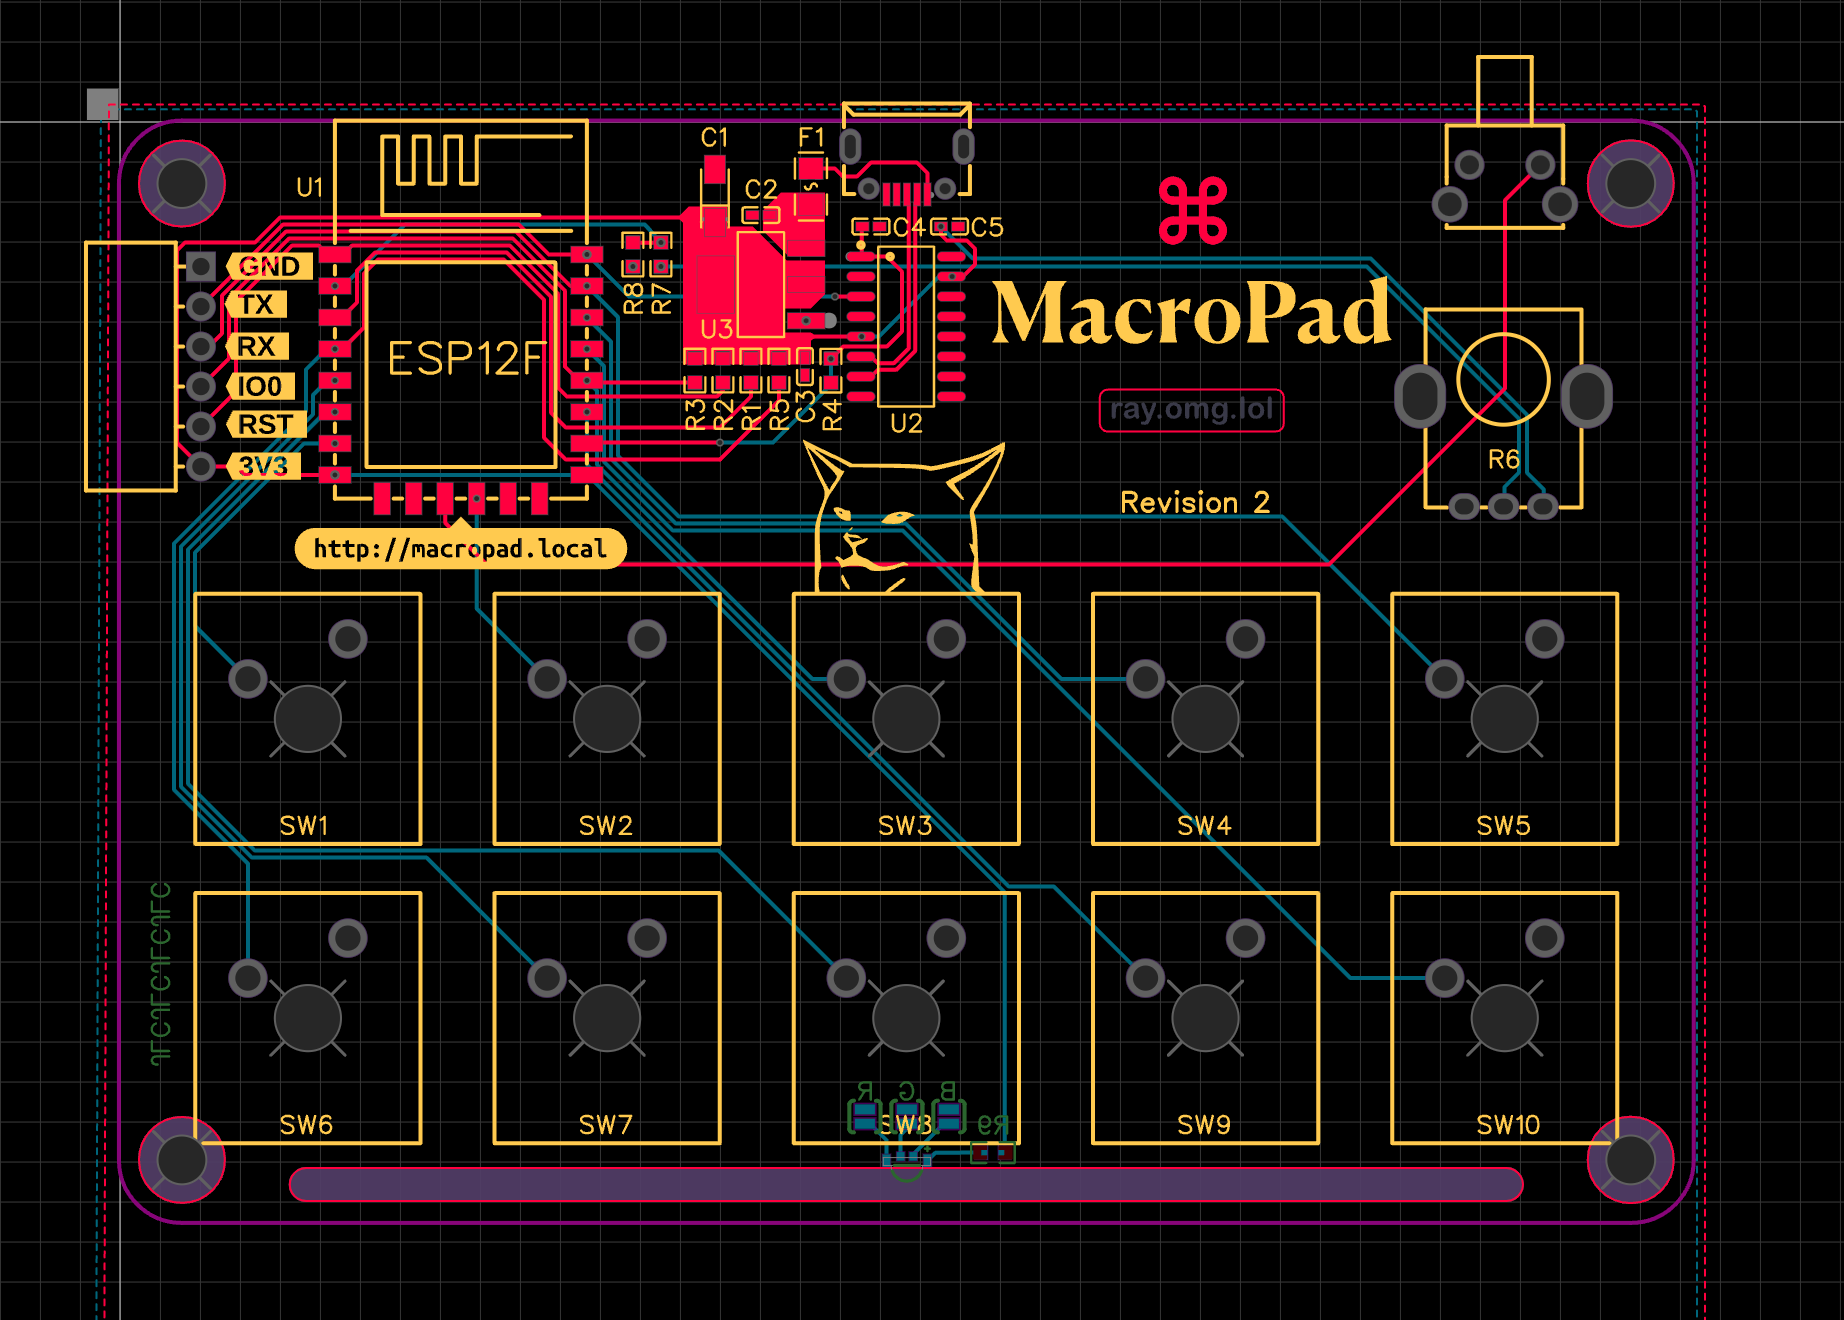 C1
F1
U1
C2
C4
C5
GND
TX
RX
IO0
RST
3V3
ESP12F
R8
R7
U3
R3
R2
R1
R5
C3
R4
U2
MacroPad
ray.omg.lol
R6
Revision 2
http://macropad.local
SW1
SW2
SW3
SW4
SW5
JLCJLCJLCJLC
R
G
B
R9
SW6
SW7
SW8
SW9
SW10